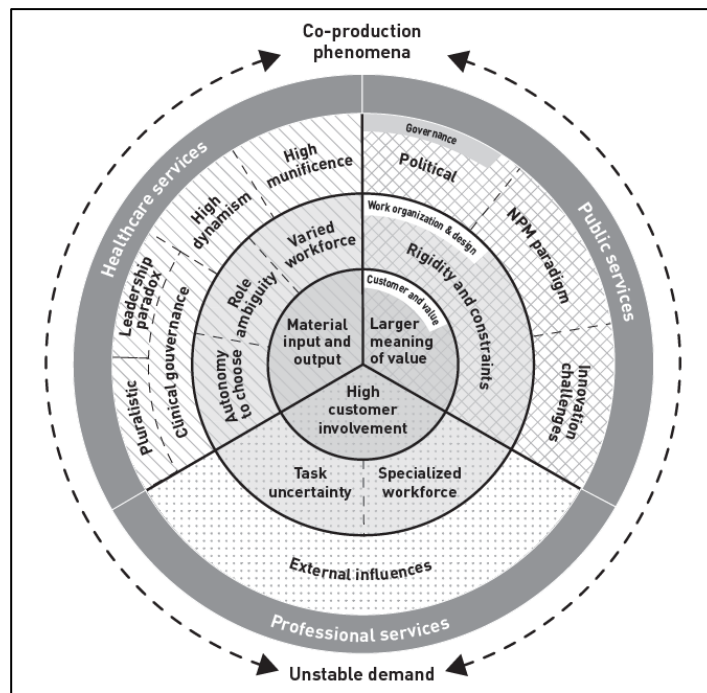 Co-production
phenomena
Healthcare services
Public services
Professional services
Governance
Political
NPM paradigm
Innovation
challenges
High
munificence
High
dynamism
Leadership
paradox
Pluralistic
Clinical gouvernance
Work organization & design
Rigidity and constraints
Varied
workforce
Role
ambiguity
Autonomy
to choose
Customer and value
Material
input and
output
Larger
meaning of
value
High
customer
involvement
Task
uncertainty
Specialized
workforce
External influences
Unstable demand